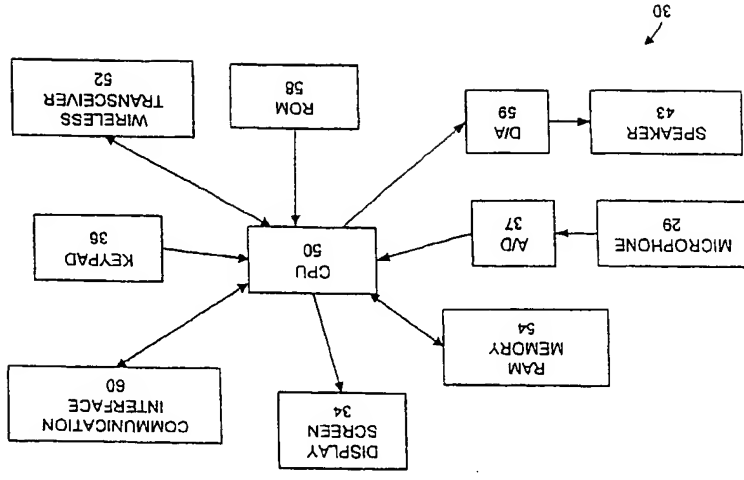 DISPLAY
SCREEN
34
COMMUNICATION
INTERFACE
60
RAM
MEMORY
54
KEYPAD
36
CPU
50
A/D
37
MICROPHONE
29
WIRELESS
TRANSCEIVER
52
ROM
58
D/A
59
SPEAKER
43
30